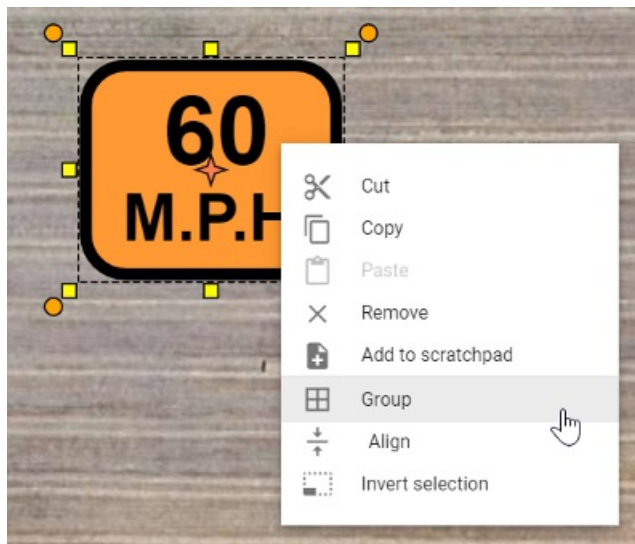 60
M.P.H
Cut
Copy
Paste
Remove
Add to scratchpad
Group
Align
Invert selection